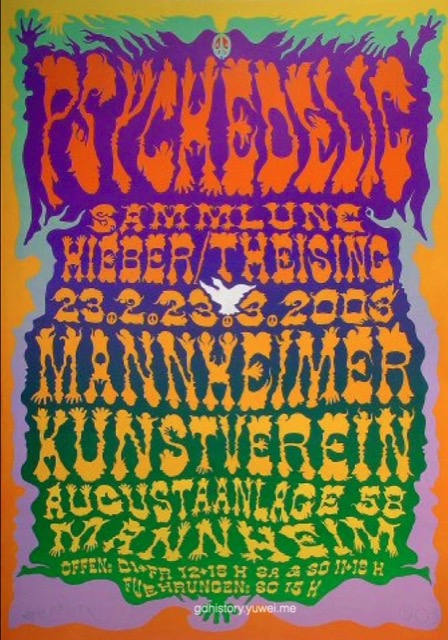 PSYCHEDELIC
SAMMLUNG
HIEBER/THEISING
23.2.23.3.2003
MANNHEIMER
KUNSTVEREIN
AUGUSTAANLAGE 58
MANNHEIM
OFFEN: DI-FR 12+18 H SA & SO 11+18 H
FUEHRUNGEN: SO 15 H
gdhistory.yuwei.me